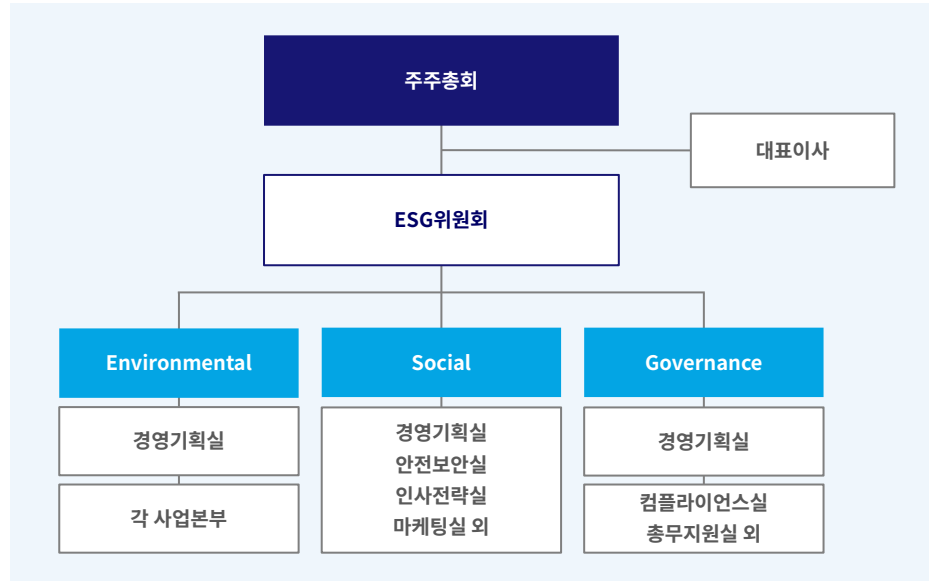 주주총회
대표이사
ESG위원회
Environmental
Social
Governance
경영기획실
각 사업본부
경영기획실
안전보안실
인사전략실
마케팅실 외
경영기획실
컴플라이언스실
총무지원실 외